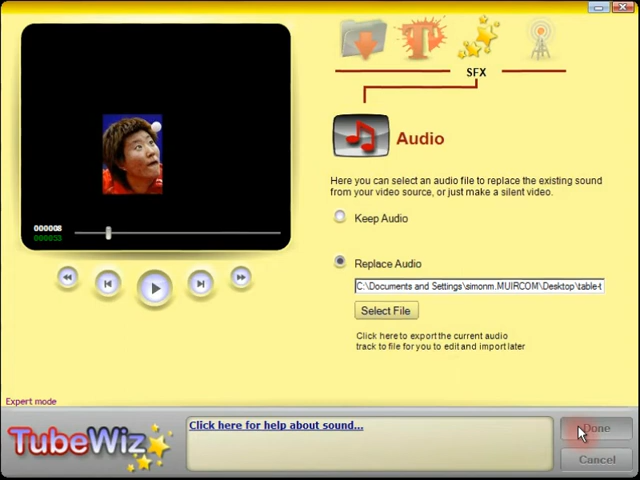 T
SFX
Audio
Here you can select an audio file to replace the existing sound
from your video source, or just make a silent video.
Keep Audio
Replace Audio
C:\Documents and Settings\simonm.MUIRCOM\Desktop\table-t
Select File
Click here to export the current audio
track to file for you to edit and import later
000008
000053
Expert mode
TubeWiz
Click here for help about sound...
Done
Cancel